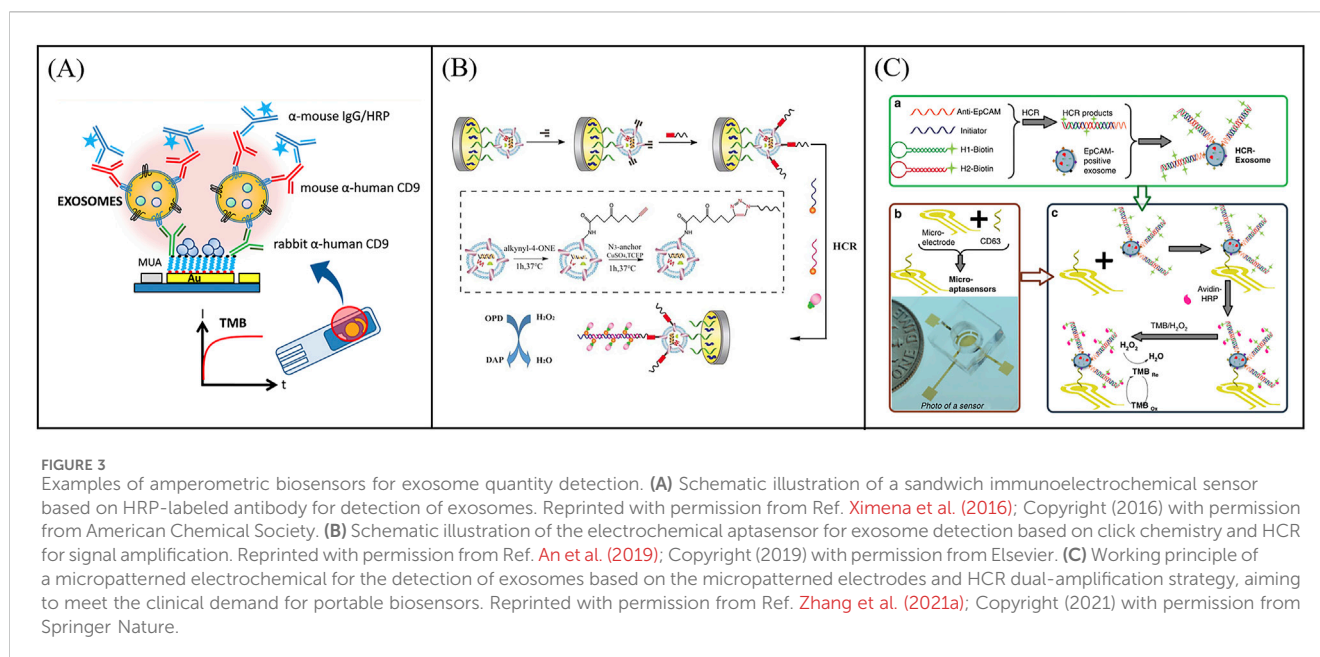 (A)
α-mouse IgG/HRP
EXOSOMES
mouse α-human CD9
rabbit α-human CD9
MUA
Au
I
TMB
t
(B)
alkynyl-4-ONE
1h,37°C
N3-anchor
CuSO4,TCEP
1h,37°C
HCR
OPD
H2O2
DAP
H2O
(C)
a
Anti-EpCAM
Initiator
H1-Biotin
H2-Biotin
HCR
HCR products
EpCAM-
positive
exosome
HCR-
Exosome
b
Micro-
electrode
CD63
Micro-
aptasensors
Photo of a sensor
c
Avidin-
HRP
TMB/H2O2
H2O2
H2O
TMB Re
TMB Ox
FIGURE 3
Examples of amperometric biosensors for exosome quantity detection. (A) Schematic illustration of a sandwich immunoelectrochemical sensor
based on HRP-labeled antibody for detection of exosomes. Reprinted with permission from Ref. Ximena et al. (2016); Copyright (2016) with permission
from American Chemical Society. (B) Schematic illustration of the electrochemical aptasensor for exosome detection based on click chemistry and HCR
for signal amplification. Reprinted with permission from Ref. An et al. (2019); Copyright (2019) with permission from Elsevier. (C) Working principle of
a micropatterned electrochemical for the detection of exosomes based on the micropatterned electrodes and HCR dual-amplification strategy, aiming
to meet the clinical demand for portable biosensors. Reprinted with permission from Ref. Zhang et al. (2021a); Copyright (2021) with permission from
Springer Nature.